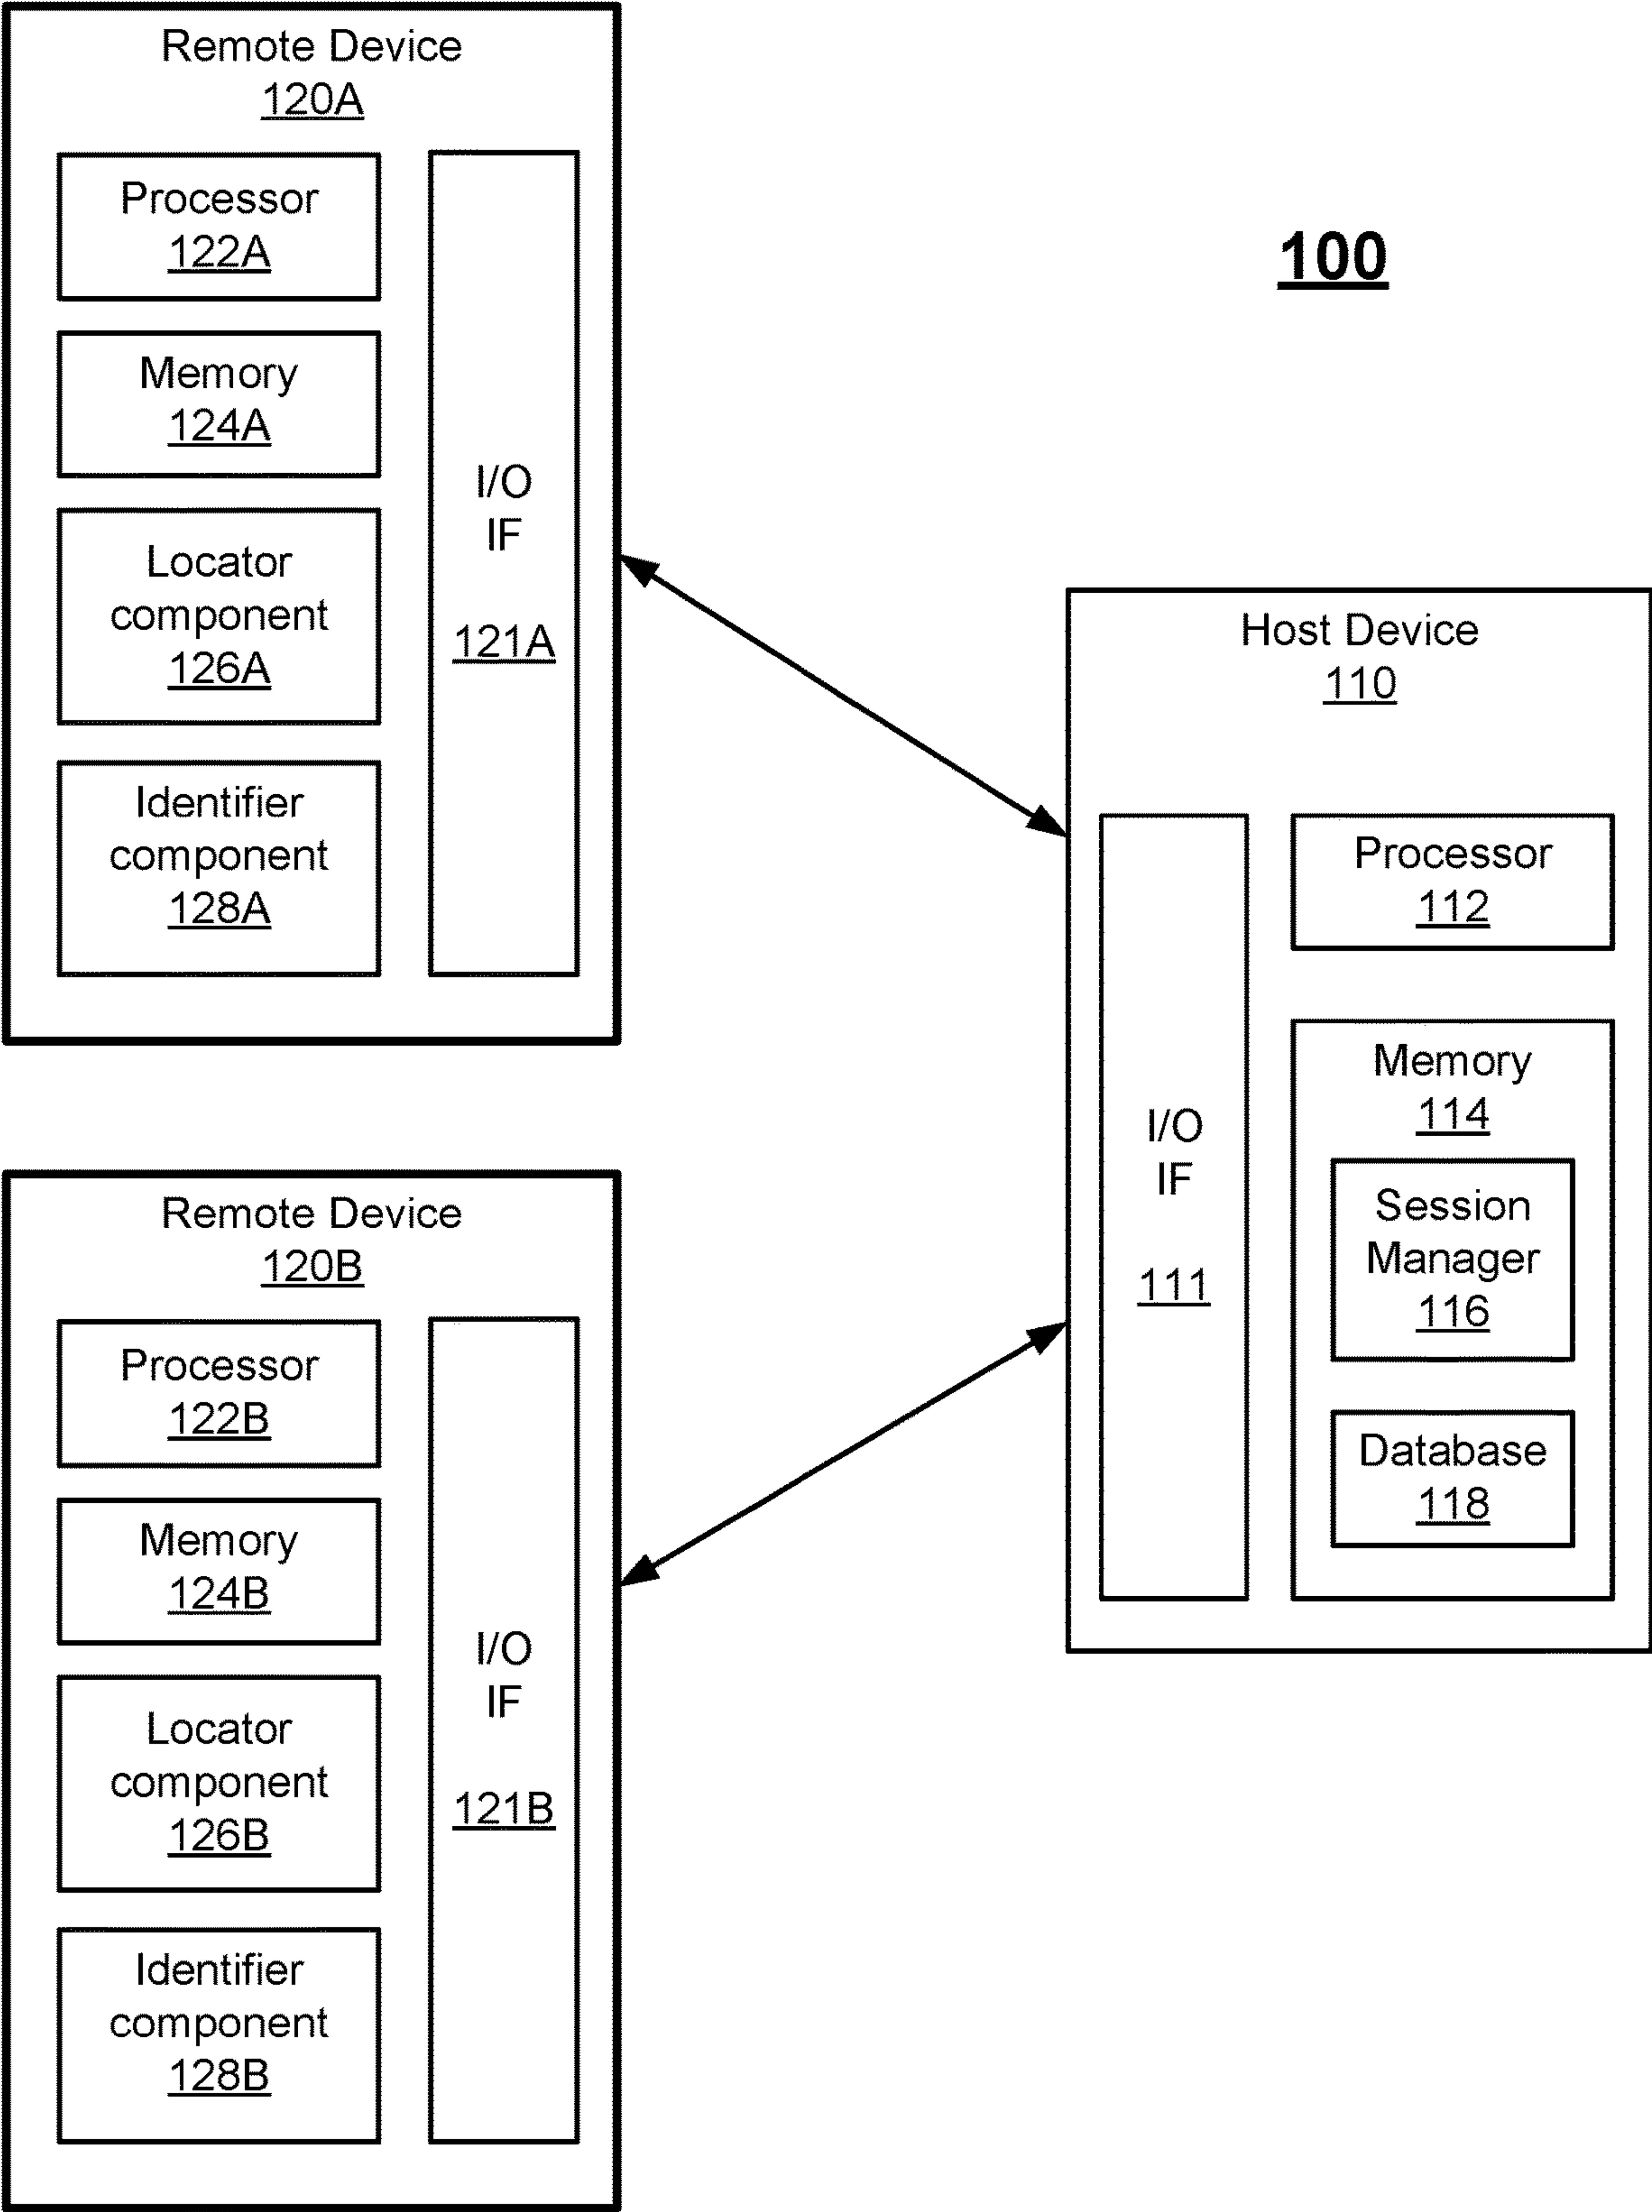 Remote Device
120A
Processor
122A
Memory
124A
Locator
component
126A
Identifier
component
128A
I/O
IF
121A
100
Host Device
110
I/O
IF
111
Processor
112
Memory
114
Session
Manager
116
Database
118
Remote Device
120B
Processor
122B
Memory
124B
Locator
component
126B
Identifier
component
128B
I/O
IF
121B